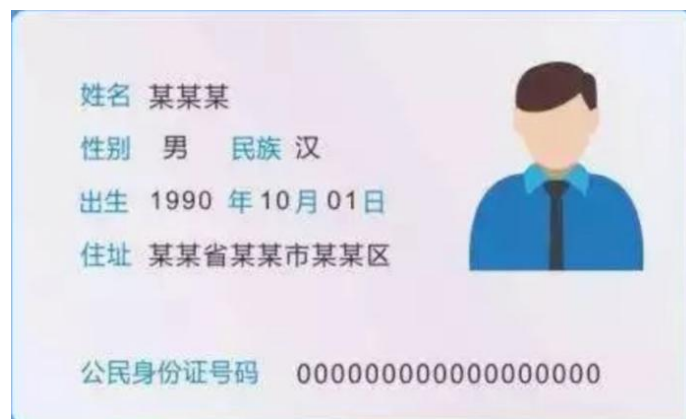 姓名 某某某
性别 男 民族 汉
出生 1990 年 10 月 01 日
住址 某某省某某市某某区
公民身份证号码 000000000000000000